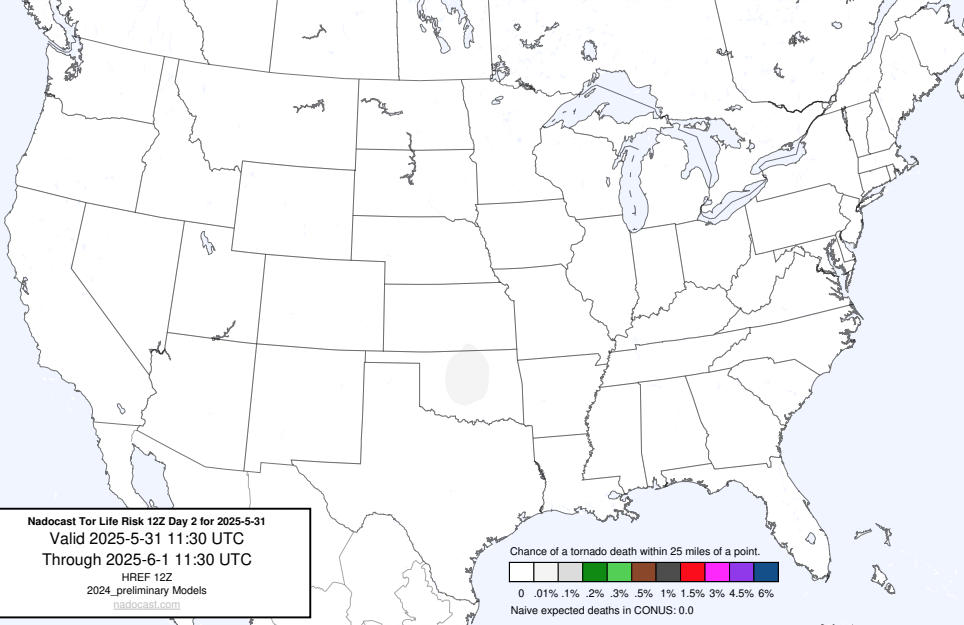 Nadocast Tor Life Risk 12Z Day 2 for 2025-5-31
Valid 2025-5-31 11:30 UTC
Through 2025-6-1 11:30 UTC
HREF 12Z
2024_preliminary Models
nadocast.com
Chance of a tornado death within 25 miles of a point.
0 .01% .1% .2% .3% .5% 1% 1.5% 3% 4.5% 6%
Naive expected deaths in CONUS: 0.0